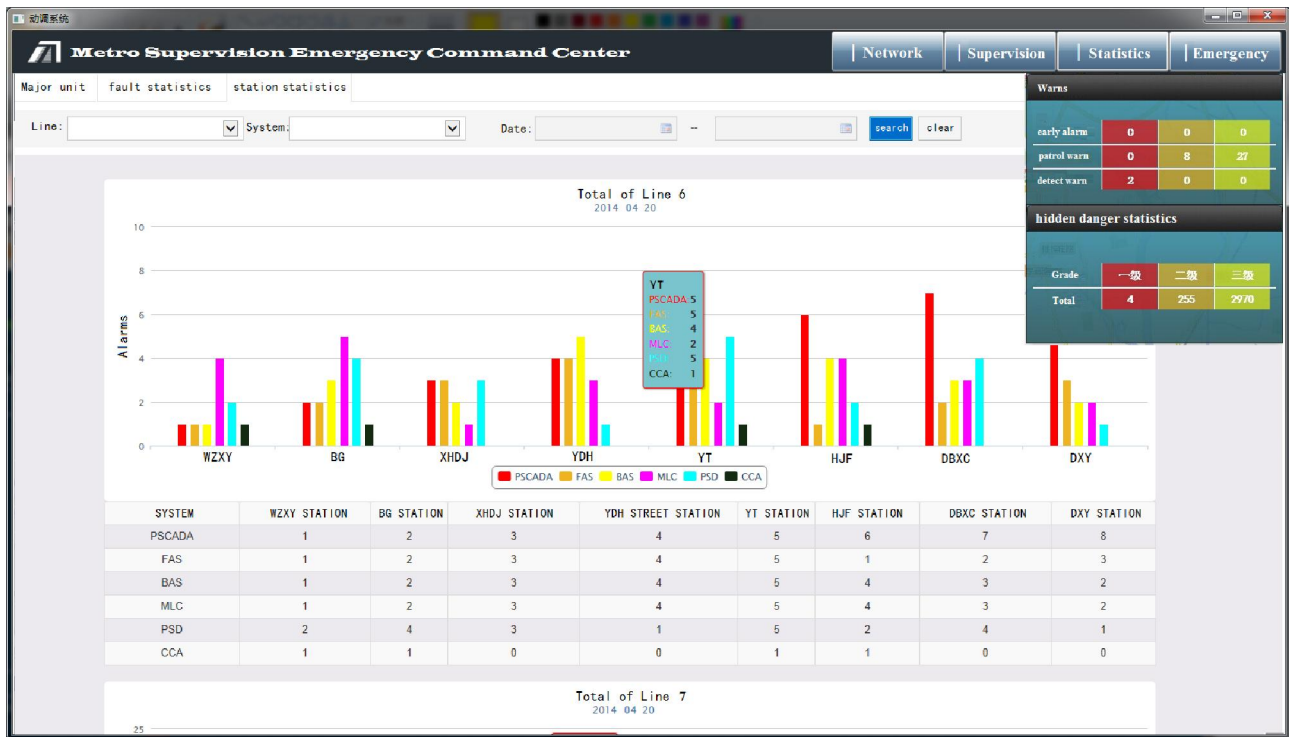 动调系统
Metro Supervision Emergency Command Center
Network Supervision Statistics Emergency
Major unit fault statistics station statistics
Line: System: Date: -- search clear
Warns
early alarm 0 0 0
patrol warn 0 8 27
detect warn 2 0 0
hidden danger statistics
Grade 一级 二级 三级
Total 4 255 2970
Total of Line 6
2014 04 20
Alarms
10
8
6
4
2
0
YT
PSCADA: 5
FAS: 5
BAS: 4
MLC: 2
PSD: 5
CCA: 1
WZXY BG XHDJ YDH YT HJF DBXC DXY
PSCADA FAS BAS MLC PSD CCA
SYSTEM WZXY STATION BG STATION XHDJ STATION YDH STREET STATION YT STATION HJF STATION DBXC STATION DXY STATION
PSCADA 1 2 3 4 5 6 7 8
FAS 1 2 3 4 5 1 2 3
BAS 1 2 3 4 5 4 3 2
MLC 1 2 3 4 5 4 3 2
PSD 2 4 3 1 5 2 4 1
CCA 1 1 0 0 1 1 0 0
Total of Line 7
2014 04 20
25